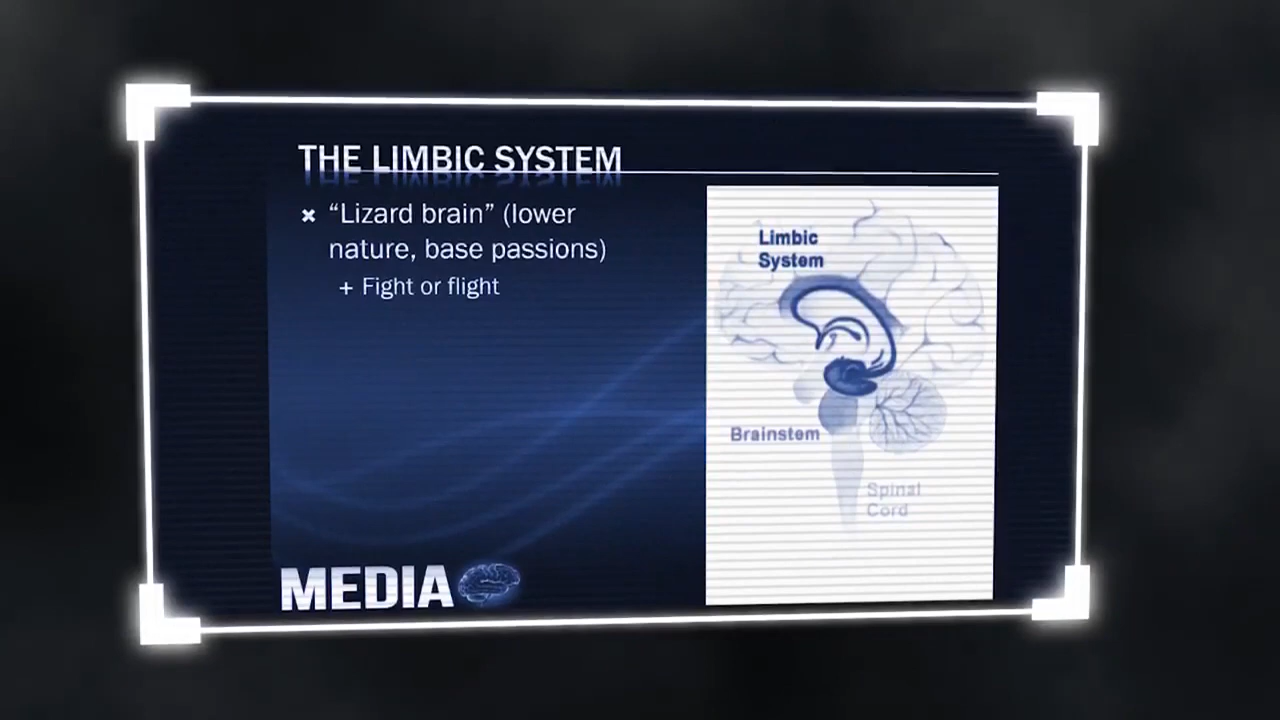 THE LIMBIC SYSTEM
“Lizard brain” (lower
nature, base passions)
+ Fight or flight
Limbic
System
Brainstem
Spinal
Cord
MEDIA